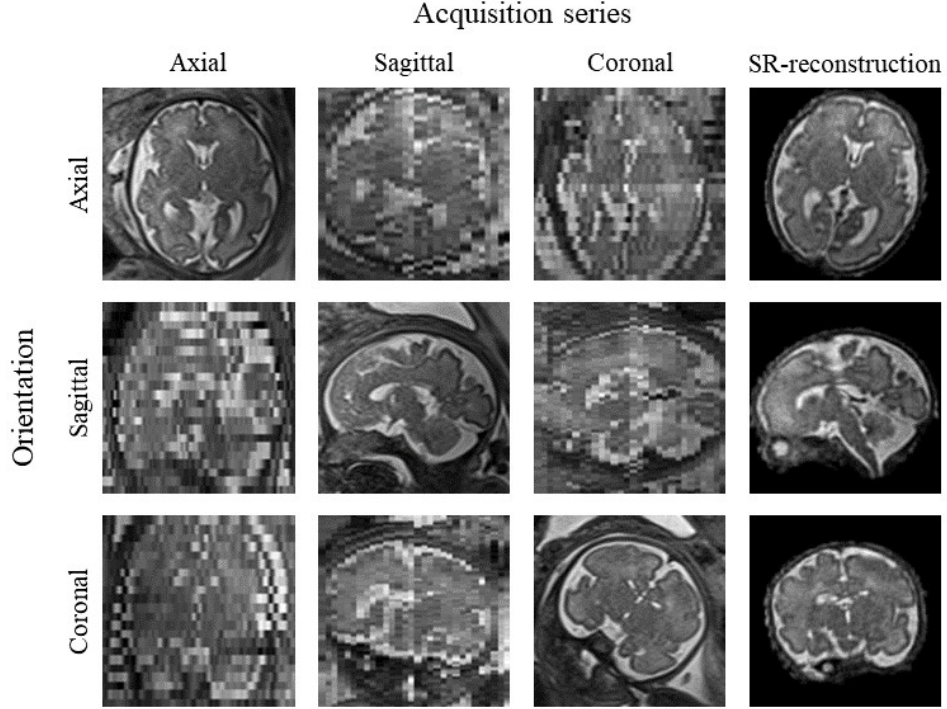 Acquisition series
Axial
Sagittal
Coronal
SR-reconstruction
Orientation
Axial
Sagittal
Coronal